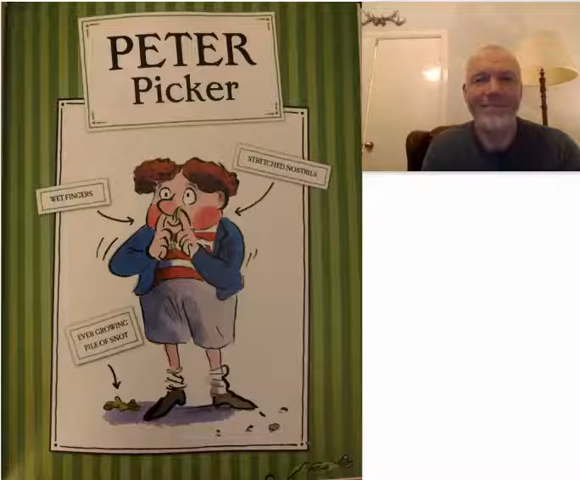 PETER
Picker
STRETCHED NOSTRILS
WET FINGERS
EVER GROWING
PILE OF SNOT